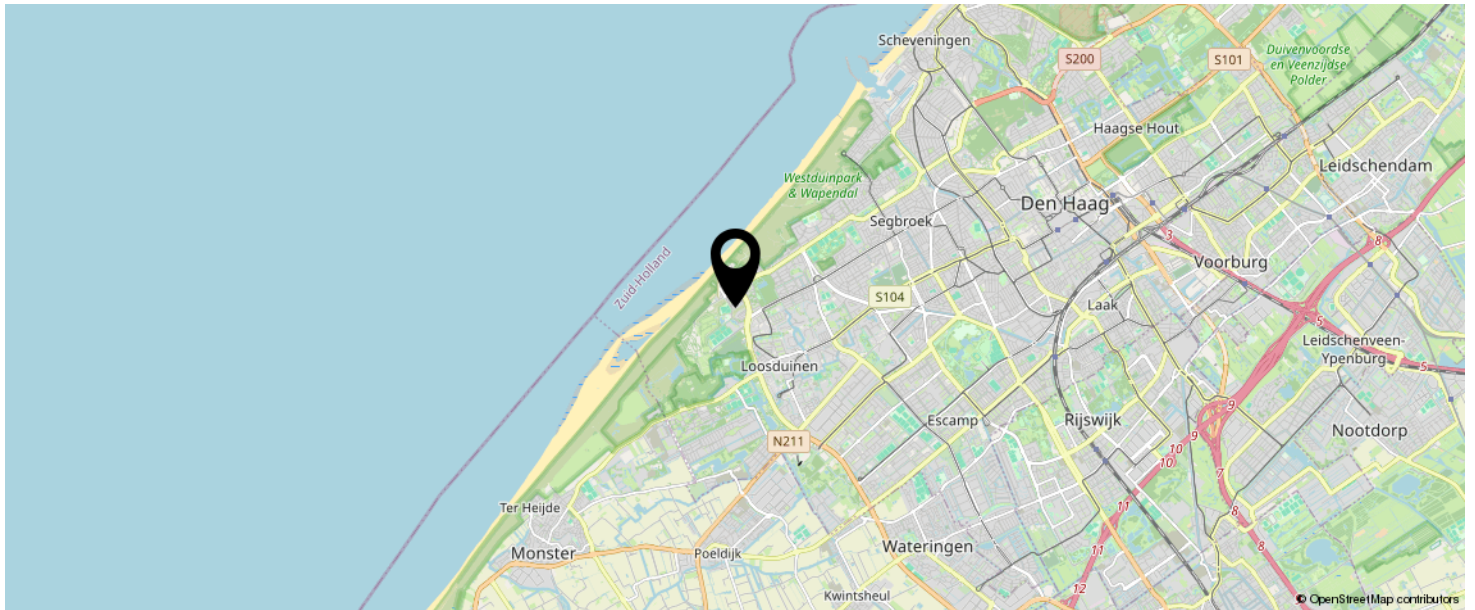 Scheveningen
S200
S101
Duivenvoordse
en Veenzijdse
Polder
Haagse Hout
Leidschendam
Westduinpark
& Wapendal
Den Haag
Segbroek
3
8
Voorburg
Zuid-Holland
S104
Laak
5
Leidschenveen-
Ypenburg
5
Loosduinen
9
9
Escamp
Rijswijk
Nootdorp
N211
10
10
7
Ter Heijde
11
8
Monster
Poeldijk
Wateringen
11
8
12
Kwintsheul
© OpenStreetMap contributors